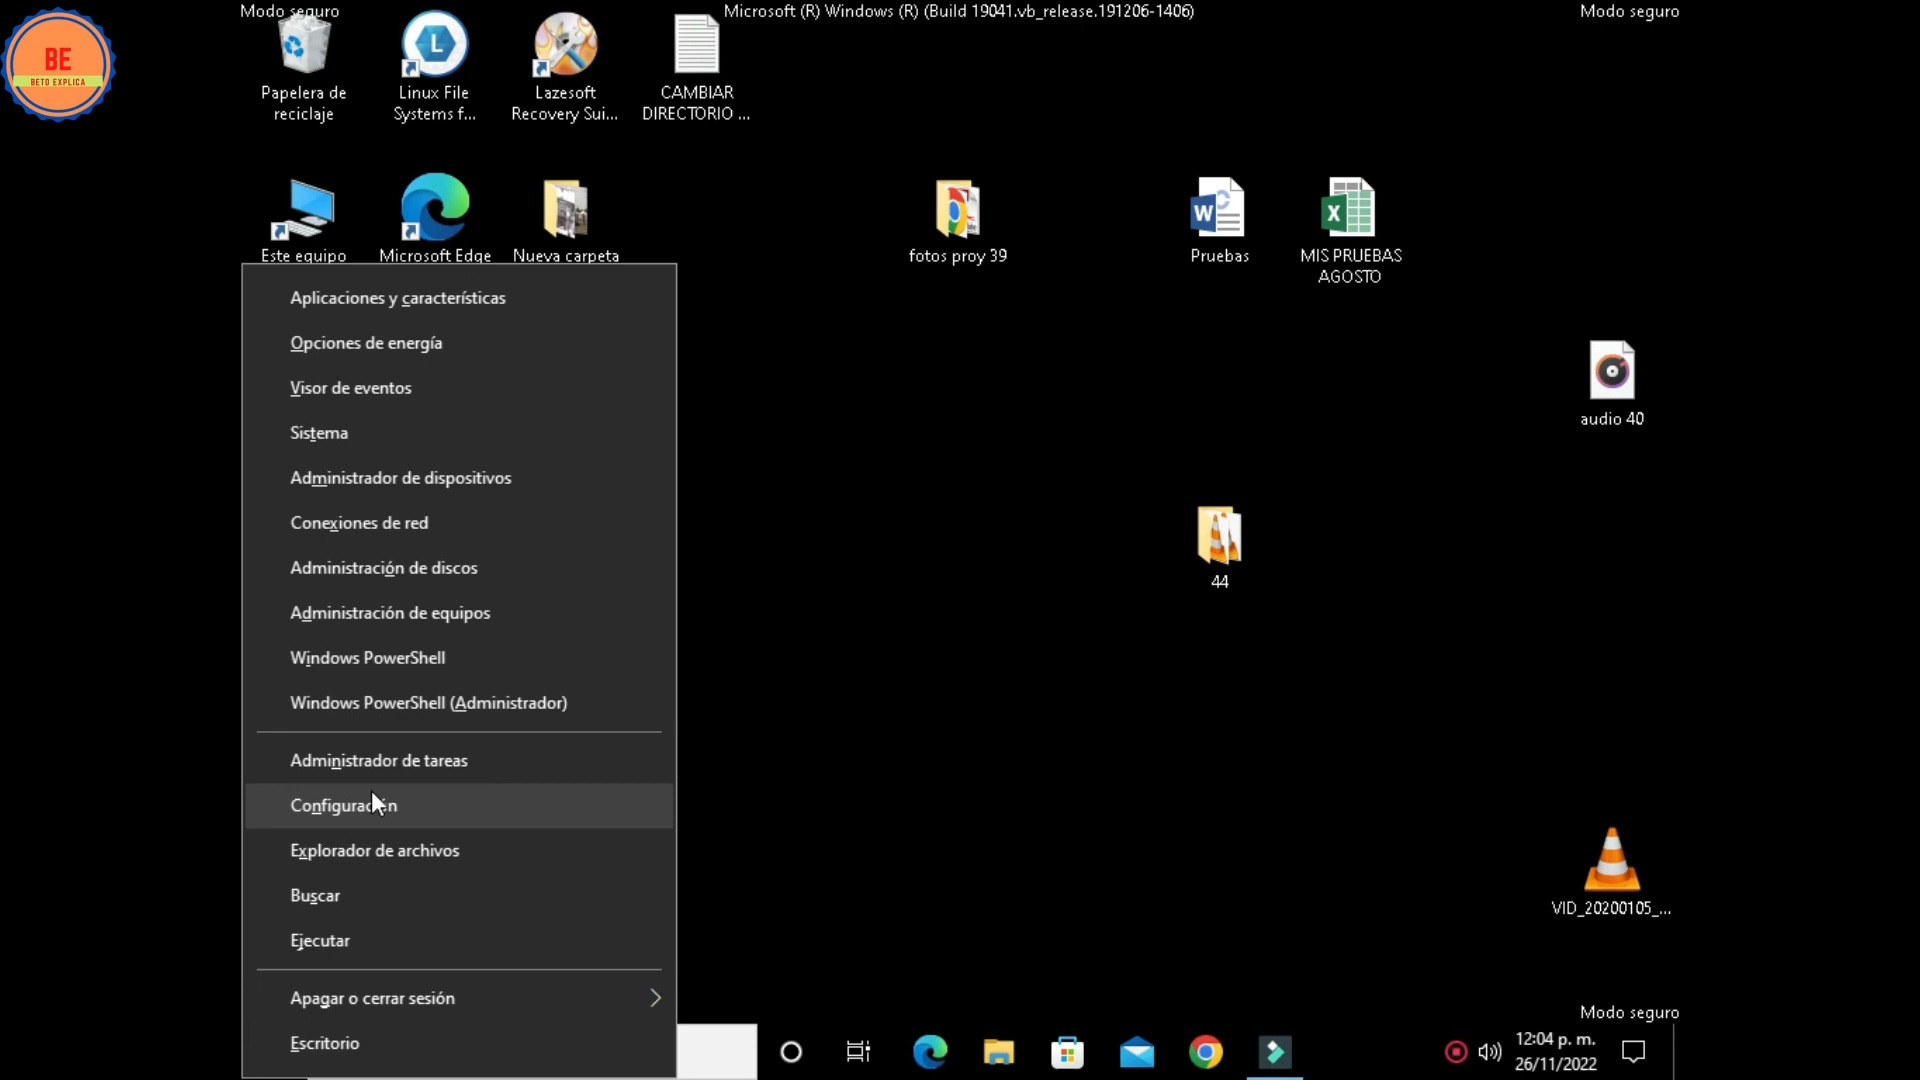 Modo seguro
Microsoft (R) Windows (R) (Build 19041.vb_release.191206-1406)
Modo seguro
BE
BETO EXPLICA
Papelera de
reciclaje
Linux File
Systems f...
Lazesoft
Recovery Sui...
CAMBIAR
DIRECTORIO ...
Este equipo
Microsoft Edge
Nueva carpeta
fotos proy 39
Pruebas
MIS PRUEBAS
AGOSTO
audio 40
44
VID_20200105_...
Aplicaciones y características
Opciones de energía
Visor de eventos
Sistema
Administrador de dispositivos
Conexiones de red
Administración de discos
Administración de equipos
Windows PowerShell
Windows PowerShell (Administrador)
Administrador de tareas
Configuración
Explorador de archivos
Buscar
Ejecutar
Apagar o cerrar sesión
Escritorio
Modo seguro
12:04 p. m.
26/11/2022